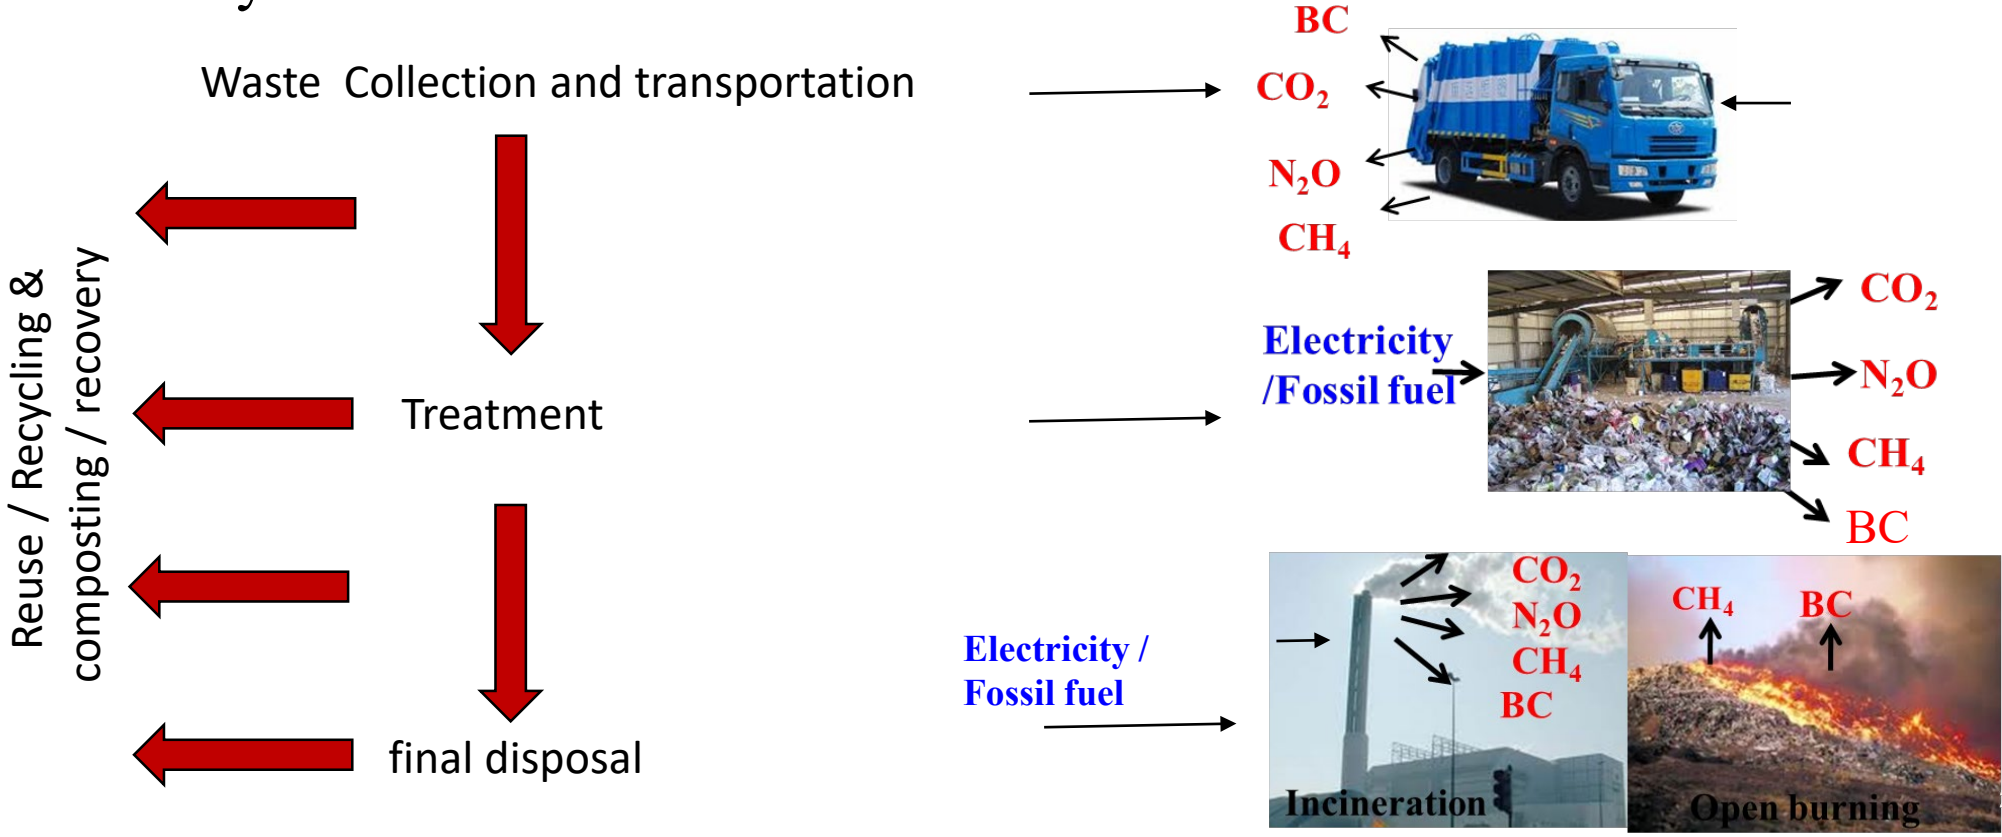 Waste Collection and transportation
Reuse / Recycling &
composting / recovery
Treatment
final disposal
BC
CO₂
N₂O
CH₄
Electricity
/Fossil fuel
CO₂
N₂O
CH₄
BC
Electricity /
Fossil fuel
CO₂
N₂O
CH₄
BC
Incineration
CH₄
BC
Open burning